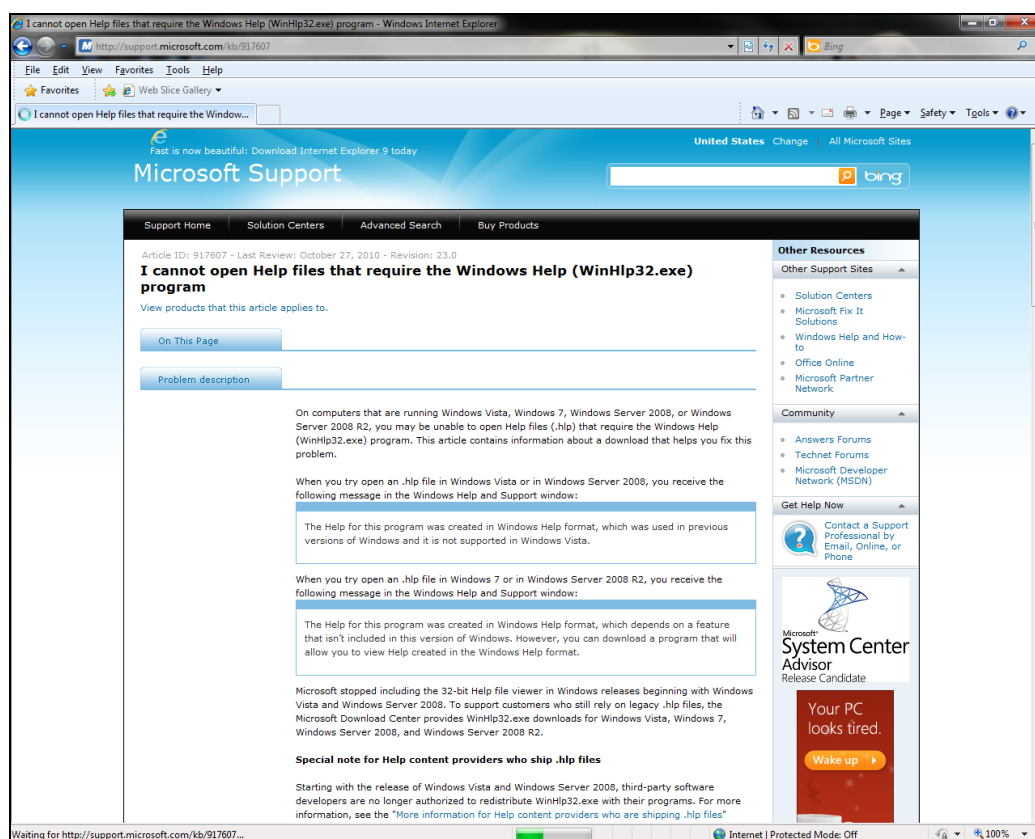 I cannot open Help files that require the Windows Help (WinHlp32.exe) program - Windows Internet Explorer
http://support.microsoft.com/kb/917607
Bing
File Edit View Favorites Tools Help
Favorites Web Slice Gallery
I cannot open Help files that require the Window...
Page Safety Tools
Fast is now beautiful: Download Internet Explorer 9 today
United States Change | All Microsoft Sites
Microsoft Support
bing
Support Home Solution Centers Advanced Search Buy Products
Article ID: 917607 - Last Review: October 27, 2010 - Revision: 23.0
I cannot open Help files that require the Windows Help (WinHlp32.exe)
program
View products that this article applies to.
On This Page
Problem description
On computers that are running Windows Vista, Windows 7, Windows Server 2008, or Windows
Server 2008 R2, you may be unable to open Help files (.hlp) that require the Windows Help
(WinHlp32.exe) program. This article contains information about a download that helps you fix this
problem.
When you try open an .hlp file in Windows Vista or in Windows Server 2008, you receive the
following message in the Windows Help and Support window:
The Help for this program was created in Windows Help format, which was used in previous
versions of Windows and it is not supported in Windows Vista.
When you try open an .hlp file in Windows 7 or in Windows Server 2008 R2, you receive the
following message in the Windows Help and Support window:
The Help for this program was created in Windows Help format, which depends on a feature
that isn't included in this version of Windows. However, you can download a program that will
allow you to view Help created in the Windows Help format.
Microsoft stopped including the 32-bit Help file viewer in Windows releases beginning with Windows
Vista and Windows Server 2008. To support customers who still rely on legacy .hlp files, the
Microsoft Download Center provides WinHlp32.exe downloads for Windows Vista, Windows 7,
Windows Server 2008, and Windows Server 2008 R2.
Special note for Help content providers who ship .hlp files
Starting with the release of Windows Vista and Windows Server 2008, third-party software
developers are no longer authorized to redistribute WinHlp32.exe with their programs. For more
information, see the "More information for Help content providers who are shipping .hlp files"
Other Resources
Other Support Sites
Solution Centers
Microsoft Fix It
Solutions
Windows Help and How-
to
Office Online
Microsoft Partner
Network
Community
Answers Forums
Technet Forums
Microsoft Developer
Network (MSDN)
Get Help Now
Contact a Support
Professional by
Email, Online, or
Phone
Microsoft
System Center
Advisor
Release Candidate
Your PC
looks tired.
Wake up
Waiting for http://support.microsoft.com/kb/917607...
Internet | Protected Mode: Off
100%